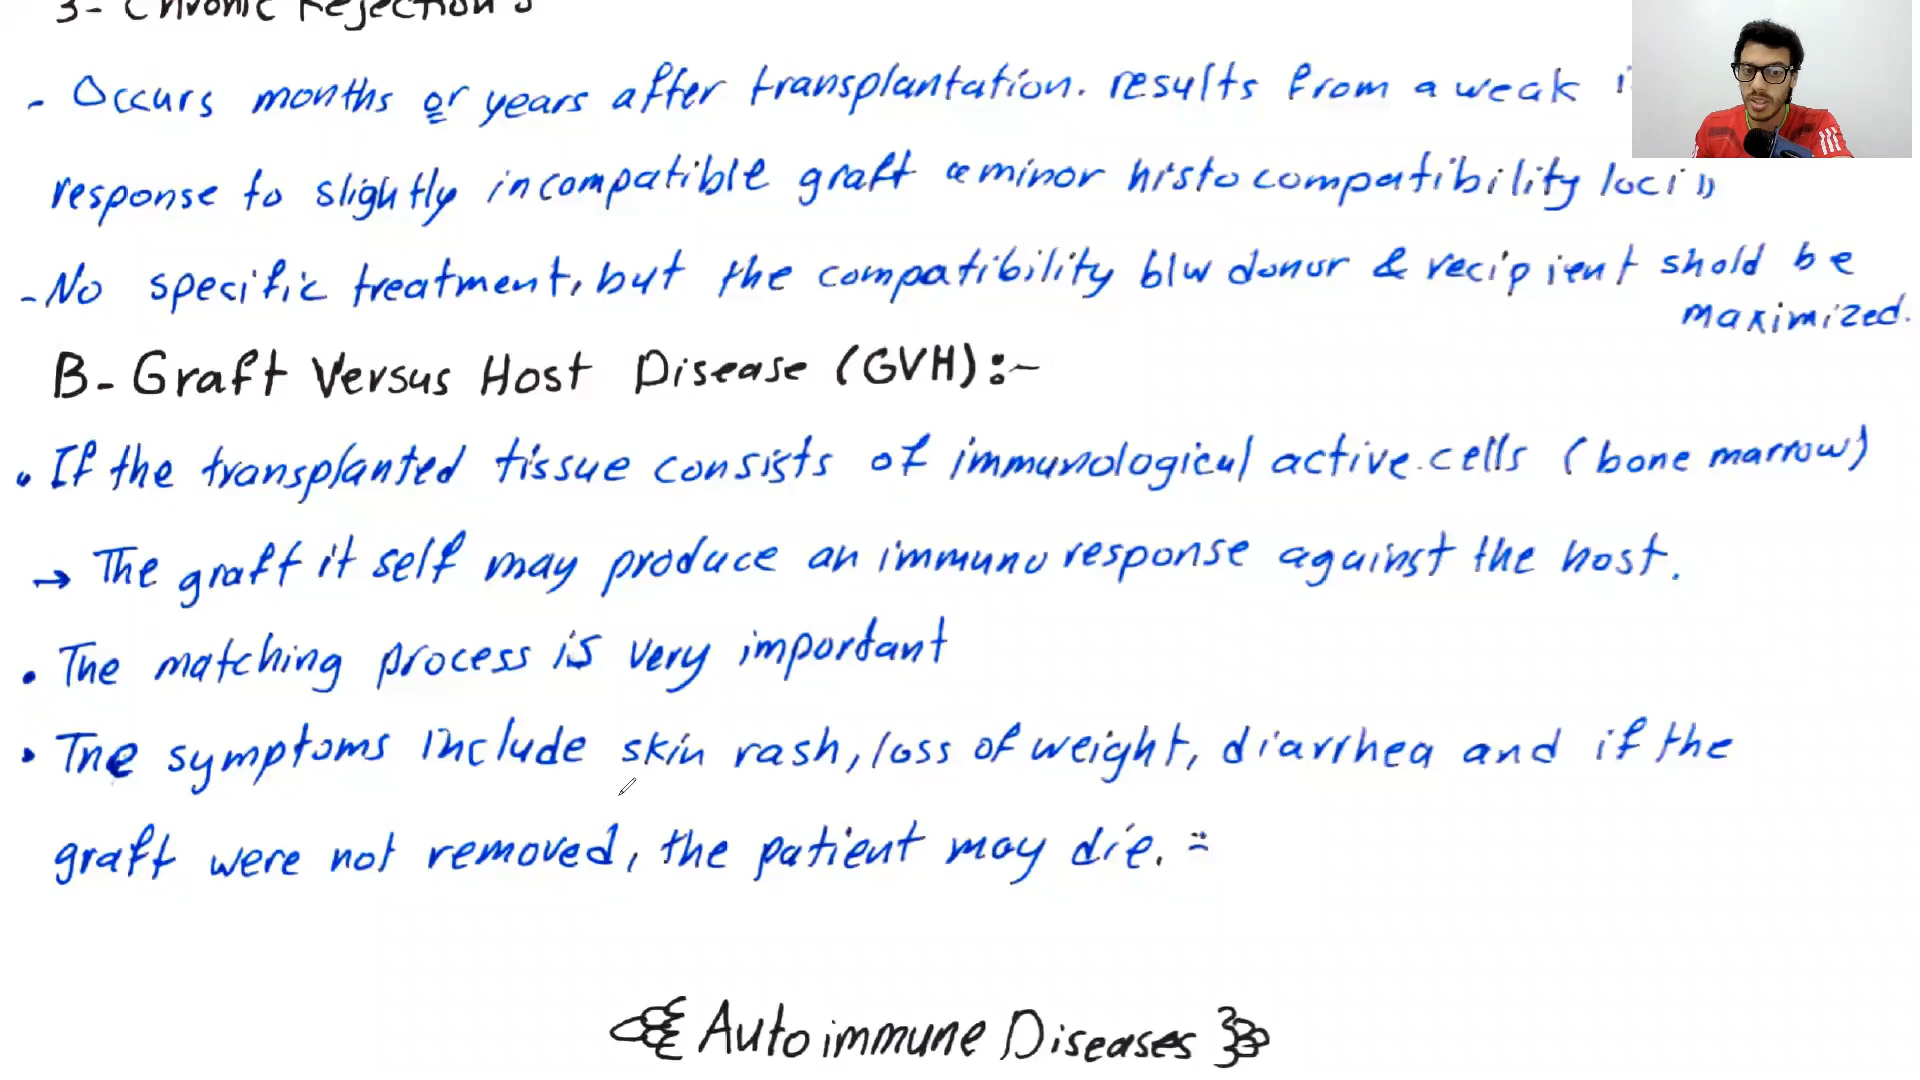 3- Chronic Rejection:
- Occurs months or years after transplantation. results from a weak
response to slightly incompatible graft «minor histocompatibility loci»
- No specific treatment, but the compatibility b/w donor & recipient shold be
maximized.
B- Graft Versus Host Disease (GVH):-
• If the transplanted tissue consists of immunological active cells (bone marrow)
→ The graft it self may produce an immuno response against the host.
• The matching process is very important
• The symptoms include skin rash, loss of weight, diarrhea and if the
graft were not removed, the patient may die. =
Autoimmune Diseases